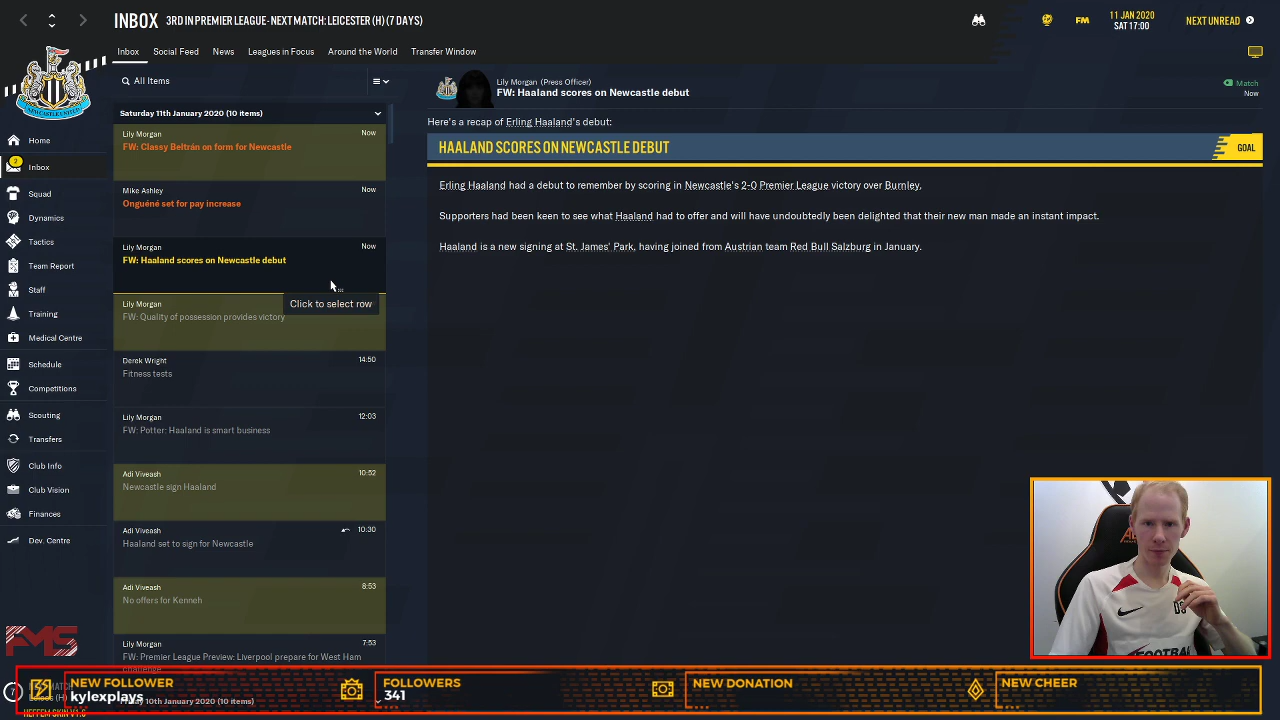 INBOX
3RD IN PREMIER LEAGUE - NEXT MATCH: LEICESTER (H) (7 DAYS)
FM
11 JAN 2020
SAT 17:00
NEXT UNREAD
Inbox
Social Feed
News
Leagues in Focus
Around the World
Transfer Window
NEWCASTLE UNITED
All Items
Saturday 11th January 2020 (10 items)
Home
2
Inbox
Squad
Dynamics
Tactics
Team Report
Staff
Training
Medical Centre
Schedule
Competitions
Scouting
Transfers
Club Info
Club Vision
Finances
Dev. Centre
Lily Morgan Now
FW: Classy Beltrán on form for Newcastle
Mike Ashley Now
Onguéné set for pay increase
Lily Morgan Now
FW: Haaland scores on Newcastle debut
Click to select row
Lily Morgan
FW: Quality of possession provides victory
Derek Wright 14:50
Fitness tests
Lily Morgan 12:03
FW: Potter: Haaland is smart business
Adi Viveash 10:52
Newcastle sign Haaland
Adi Viveash 10:30
Haaland set to sign for Newcastle
Adi Viveash 8:53
No offers for Kenneh
Lily Morgan 7:53
FW: Premier League Preview: Liverpool prepare for West Ham
challenge
Lily Morgan (Press Officer)
FW: Haaland scores on Newcastle debut
Match
Now
Here's a recap of Erling Haaland's debut:
HAALAND SCORES ON NEWCASTLE DEBUT
GOAL
Erling Haaland had a debut to remember by scoring in Newcastle's 2-0 Premier League victory over Burnley.
Supporters had been keen to see what Haaland had to offer and will have undoubtedly been delighted that their new man made an instant impact.
Haaland is a new signing at St. James' Park, having joined from Austrian team Red Bull Salzburg in January.
FMS
NEW FOLLOWER
kylexplays
10th January 2020 (10 items)
FOLLOWERS
341
NEW DONATION
NEW CHEER